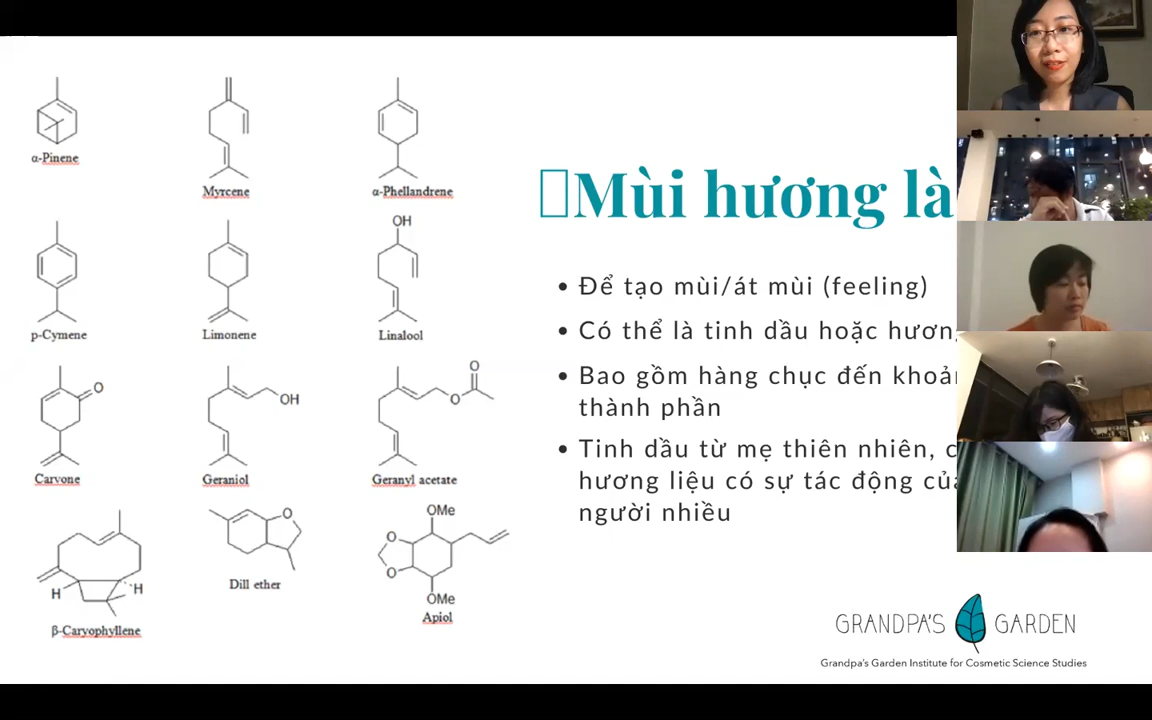 α-Pinene
Myrcene
α-Phellandrene
p-Cymene
Limonene
OH
Linalool
O
Carvone
OH
Geraniol
O
O
Geranyl acetate
H
H
β-Caryophyllene
O
Dill ether
OMe
O
O
OMe
Apiol
Mùi hương là
• Để tạo mùi/át mùi (feeling)
• Có thể là tinh dầu hoặc
• Bao gồm hàng chục đến
thành phần
• Tinh dầu từ mẹ thiên nhiên,
hương liệu có sự tác động
người nhiều
GRANDPA'S GARDEN
Grandpa's Garden Institute for Cosmetic Science Studies